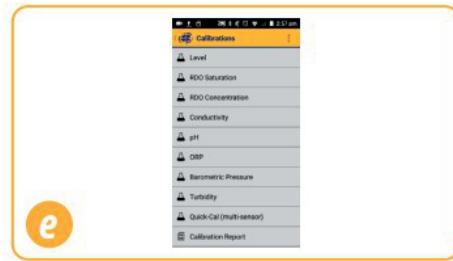 2:57 pm
Calibrations
Level
RDO Saturation
RDO Concentration
Conductivity
pH
ORP
Barometric Pressure
Turbidity
Quick-Cal (multi-sensor)
Calibration Report
e